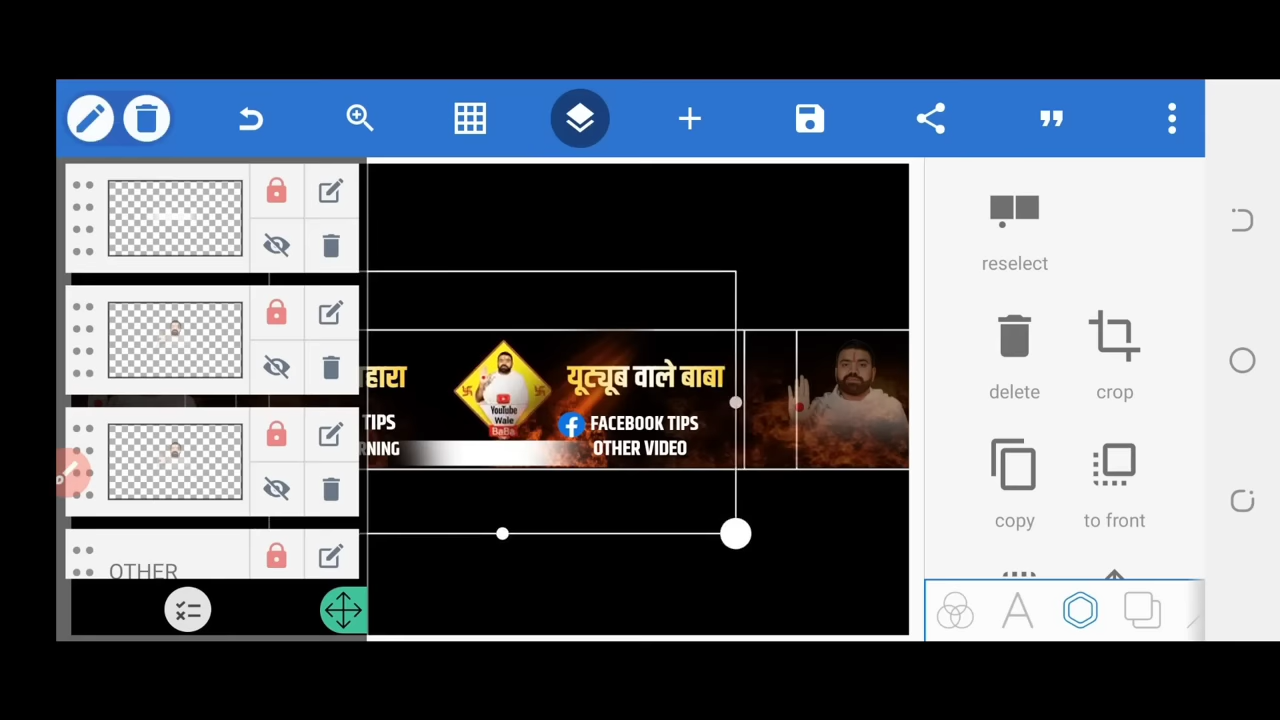 reselect
delete
crop
copy
to front
OTHER
हारा
TIPS
RNING
YouTube
Wale
BaBa
यूट्यूब वाले बाबा
FACEBOOK TIPS
OTHER VIDEO